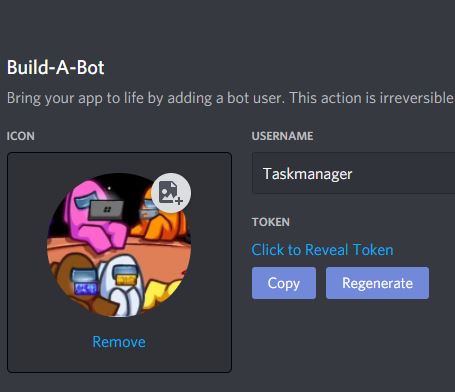 Build-A-Bot
Bring your app to life by adding a bot user. This action is irreversible
ICON
USERNAME
Taskmanager
TOKEN
Click to Reveal Token
Copy
Regenerate
Remove